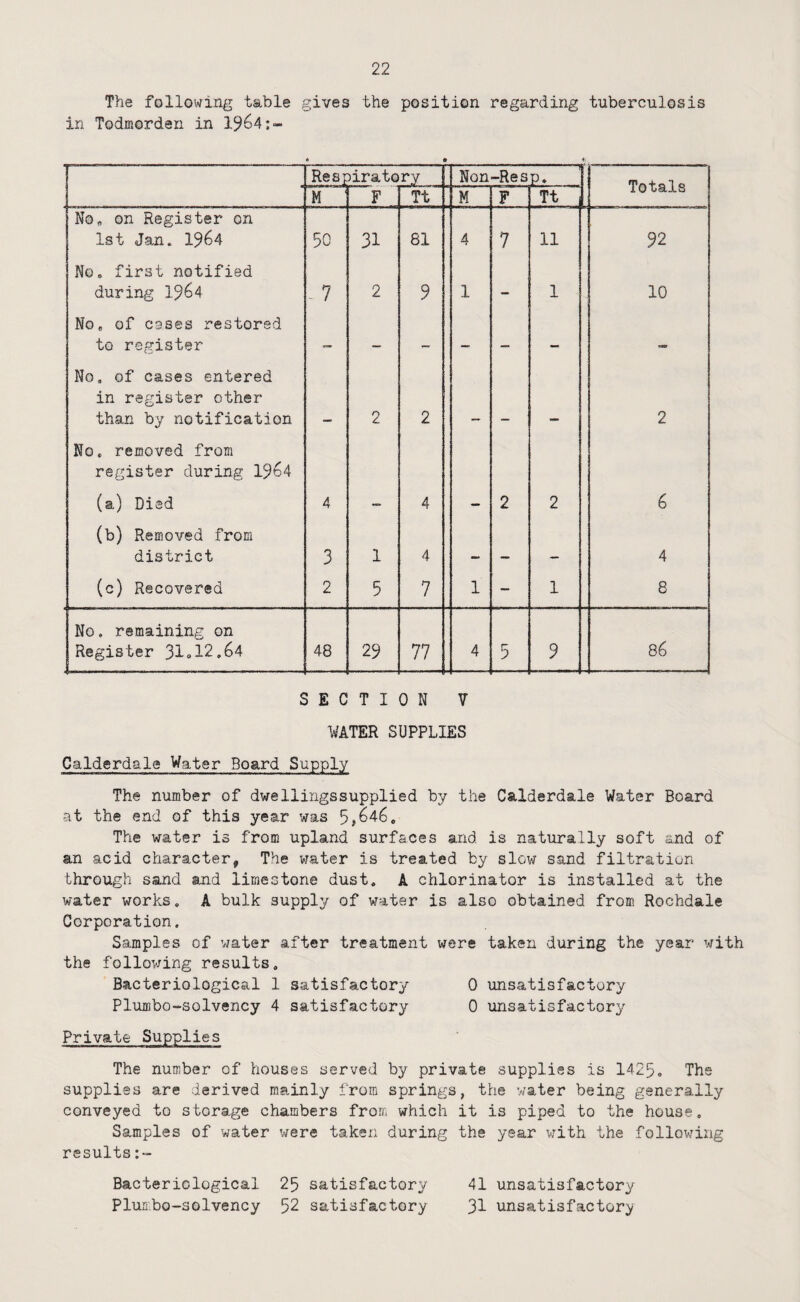 22
The following table gives the position regarding tuberculosis
in Todmorden in 1964:-
Respiratory Non-Resp. Totals
M F Tt M F Tt
No. on Register on
1st Jan. 1964 50 31 81 4 7 11 92
No. first notified
during 1964 7 2 9 1 - 1 10
No. of cases restored
to register - - - - - - -
No. of cases entered
in register other
than by notification - 2 2 - - - 2
No. removed from
register during 1964
(a) Died 4 - 4 - 2 2 6
(b) Removed from
district 3 1 4 - - - 4
(c) Recovered 2 5 7 1 - 1 8
No. remaining on
Register 31.12.64 48 29 77 4 5 9 86
SECTION V
WATER SUPPLIES
Calderdale Water Board Supply
The number of dwellingssupplied by the Calderdale Water Board
at the end of this year was 5,646.
The water is from upland surfaces and is naturally soft and of
an acid character, The water is treated by slow sand filtration
through sand and limestone dust. A chlorinator is installed at the
water works. A bulk supply of water is also obtained from Rochdale
Corporation.
Samples of water after treatment were taken during the year with
the following results.
Bacteriological 1 satisfactory 0 unsatisfactory
Plumbo-solvency 4 satisfactory 0 unsatisfactory
Private Supplies
The number of houses served by private supplies is 1425. The
supplies are derived mainly from springs, the water being generally
conveyed to storage chambers from which it is piped to the house.
Samples of water were taken during the year with the following
results:-
Bacteriological 25 satisfactory 41 unsatisfactory
Plumbo-solvency 52 satisfactory 31 unsatisfactory